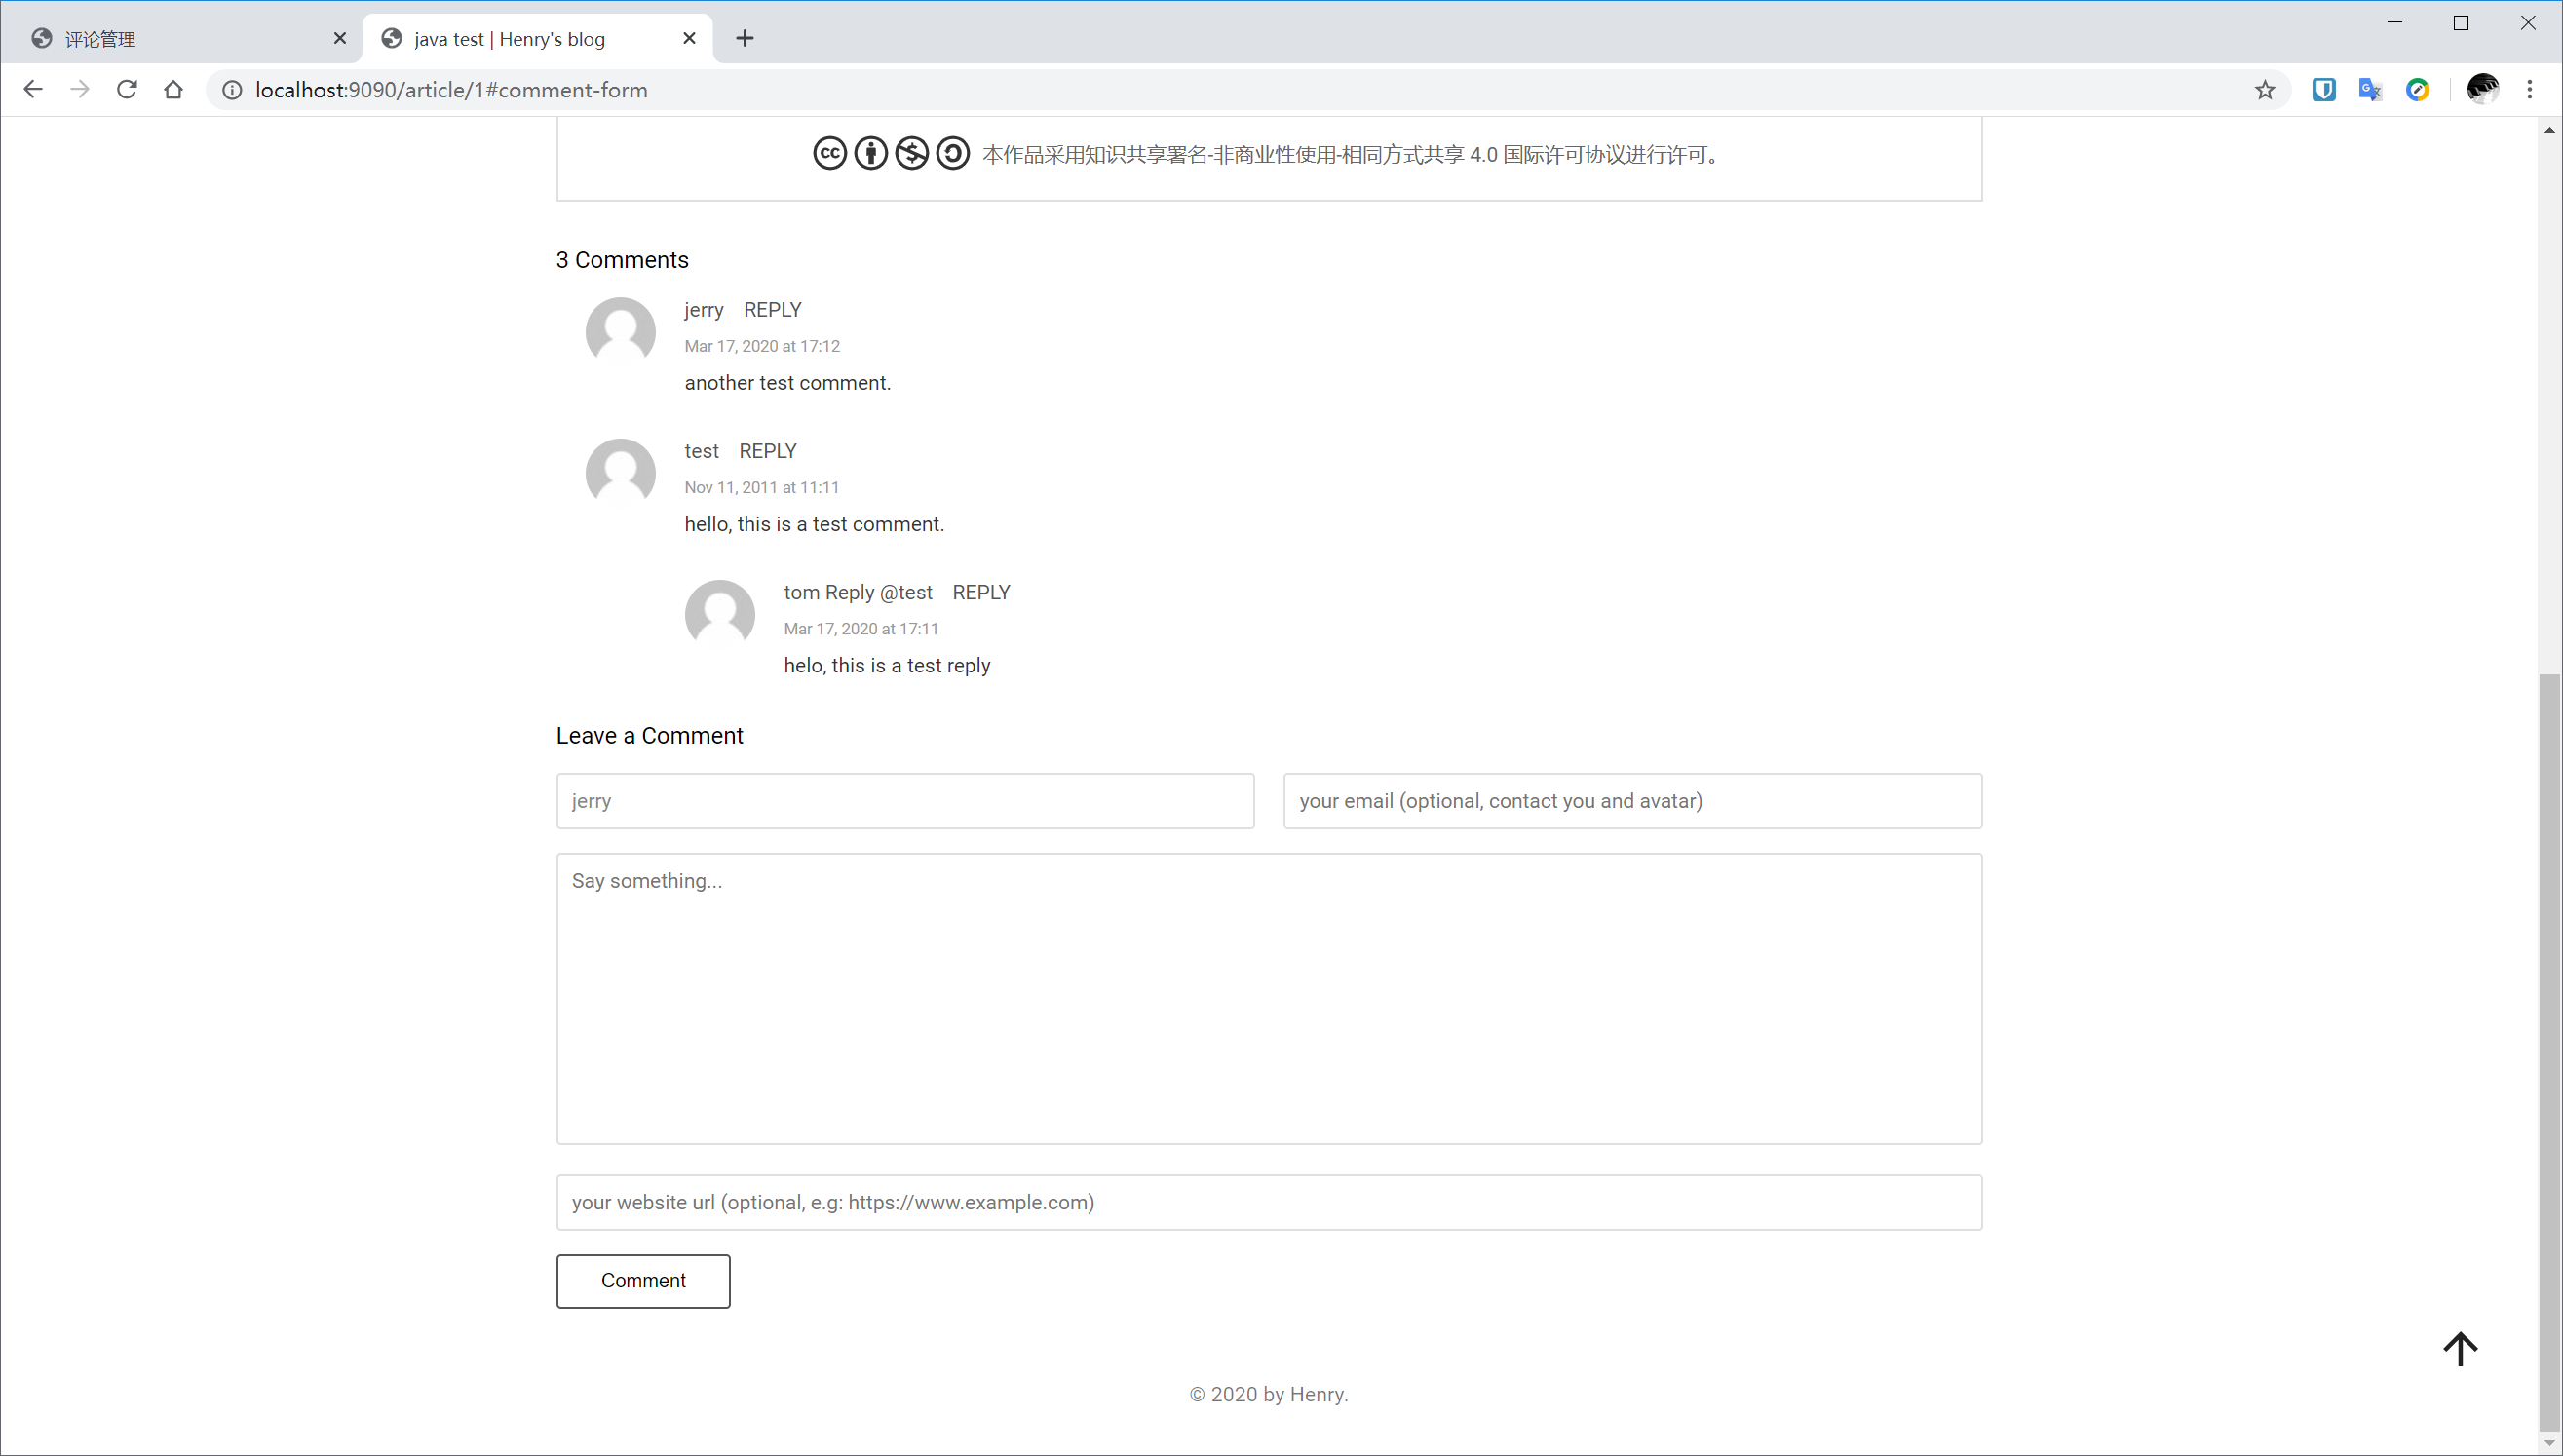 评论管理
java test | Henry's blog
localhost:9090/article/1#comment-form
本作品采用知识共享署名-非商业性使用-相同方式共享 4.0 国际许可协议进行许可。
3 Comments
jerry REPLY
Mar 17, 2020 at 17:12
another test comment.
test REPLY
Nov 11, 2011 at 11:11
hello, this is a test comment.
tom Reply @test REPLY
Mar 17, 2020 at 17:11
helo, this is a test reply
Leave a Comment
jerry
your email (optional, contact you and avatar)
Say something...
your website url (optional, e.g: https://www.example.com)
Comment
© 2020 by Henry.